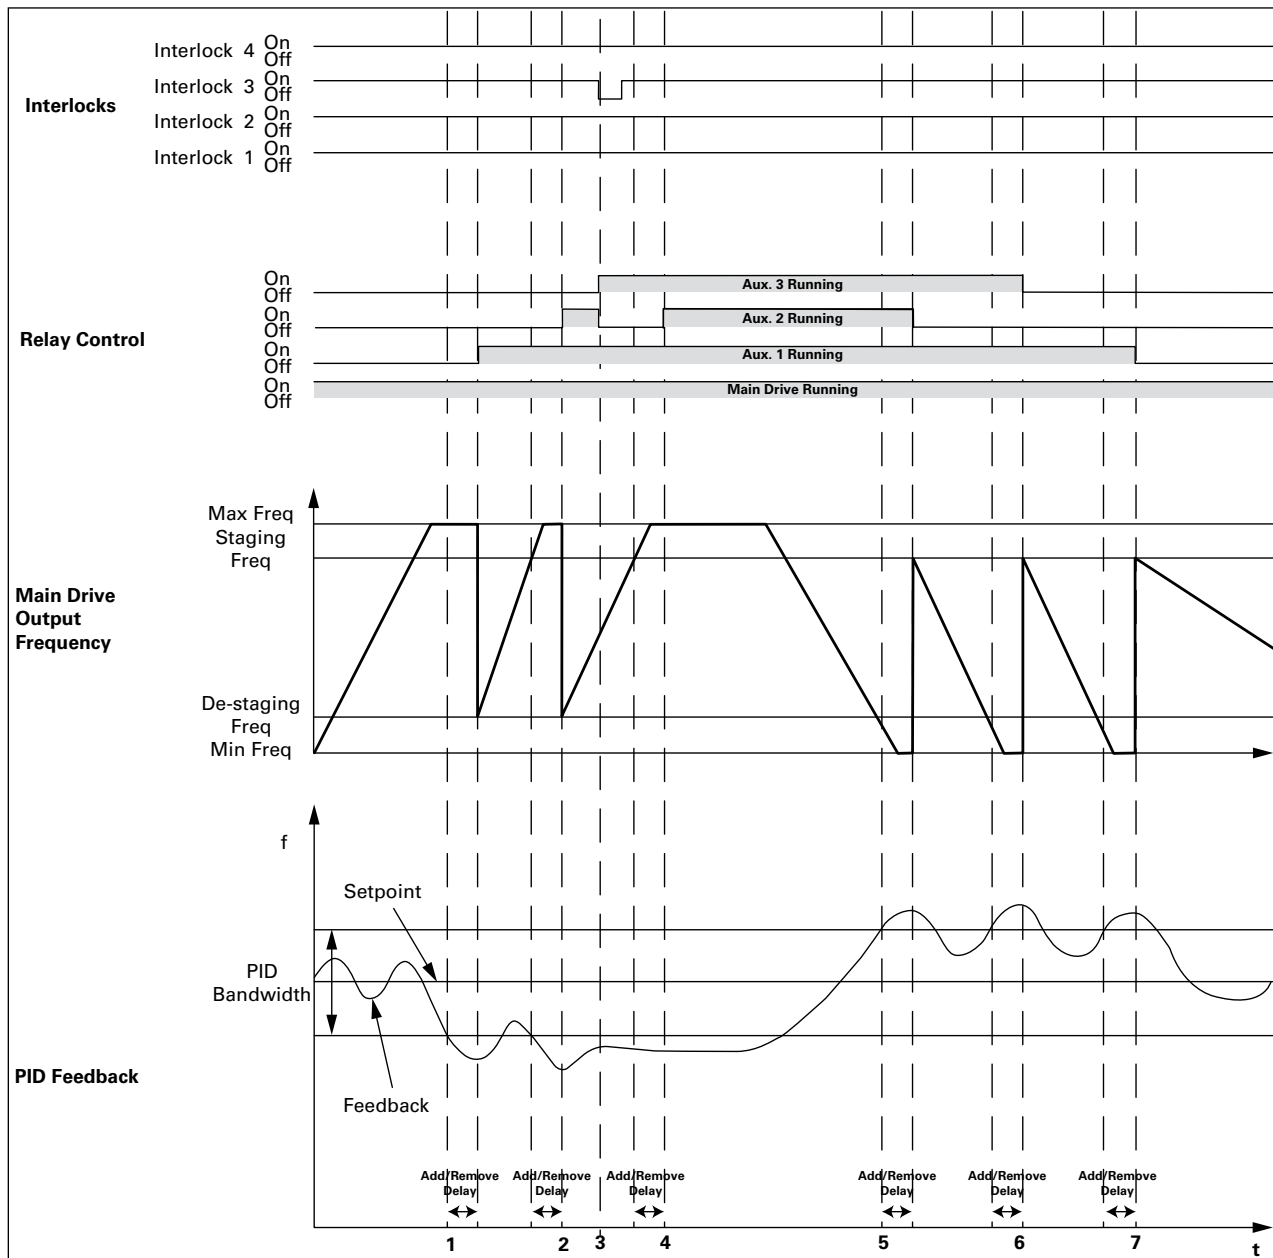 Interlocks
Interlock 4 On
Off
Interlock 3 On
Off
Interlock 2 On
Off
Interlock 1 On
Off
Relay Control
On
Off
Aux. 3 Running
On
Off
Aux. 2 Running
On
Off
Aux. 1 Running
On
Off
Main Drive Running
Main Drive
Output
Frequency
Max Freq
Staging
Freq
De-staging
Freq
Min Freq
f
Setpoint
PID
Bandwidth
PID Feedback
Feedback
Add/Remove
Delay
Add/Remove
Delay
Add/Remove
Delay
Add/Remove
Delay
Add/Remove
Delay
Add/Remove
Delay
1 2 3 4 5 6 7 t